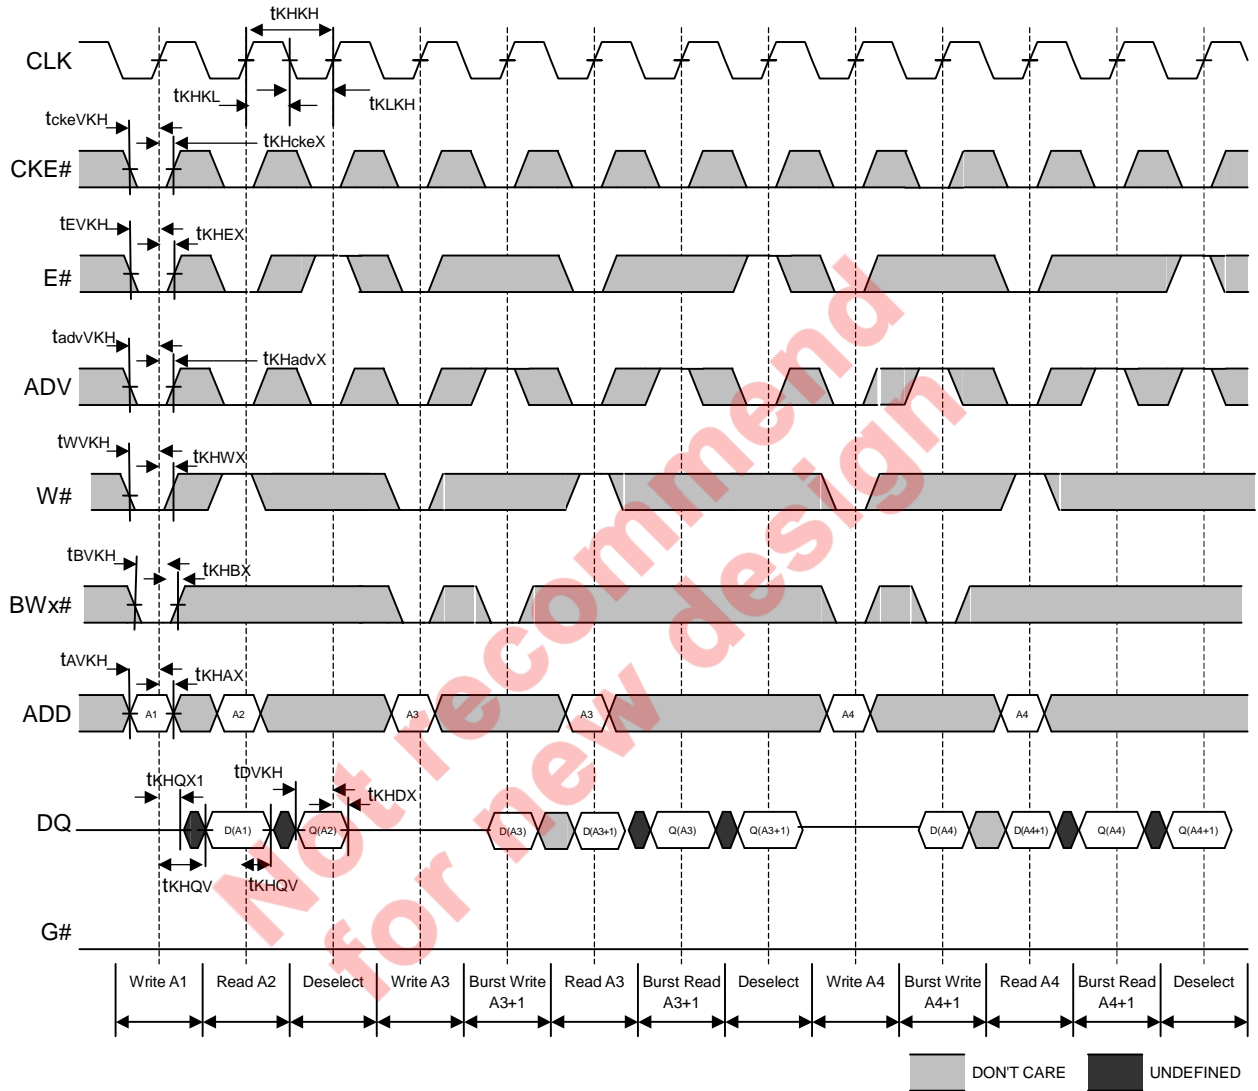 tKHKH
CLK
tKHKL
tKLKH
tckeVKH
tKHckeX
CKE#
tEVKH
tKHEX
E#
tadvVKH
tKHadvX
ADV
tWVKH
tKHWX
W#
tBVKH
tKHBX
BWx#
tAVKH
tKHAX
ADD
A1
A2
A3
A3
A4
A4
tKHQX1
tDVKH
tKHDX
DQ
D(A1)
Q(A2)
D(A3)
D(A3+1)
Q(A3)
Q(A3+1)
D(A4)
D(A4+1)
Q(A4)
Q(A4+1)
tKHQV
tKHQV
G#
Write A1
Read A2
Deselect
Write A3
Burst Write
A3+1
Read A3
Burst Read
A3+1
Deselect
Write A4
Burst Write
A4+1
Read A4
Burst Read
A4+1
Deselect
DON'T CARE
UNDEFINED
Not recommend
for new design